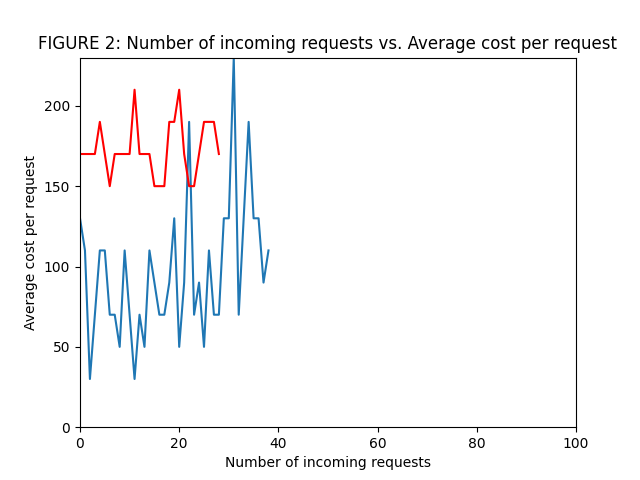 FIGURE 2: Number of incoming requests vs. Average cost per request
200
150
100
50
0
Average cost per request
0 20 40 60 80 100
Number of incoming requests